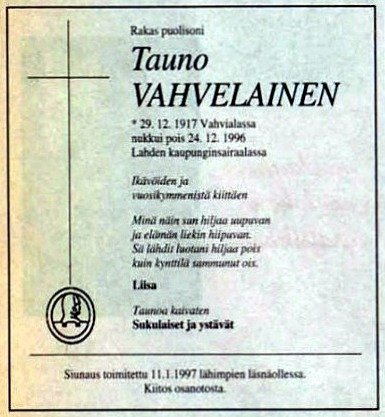 Rakas puolisoni
Tauno
VAHVELAINEN
* 29. 12. 1917 Vahvialassa
nukkui pois 24. 12. 1996
Lahden kaupunginsairaalassa
Ikävöiden ja
vuosikymmenistä kiittäen
Minä näin sun hiljaa uupuvan
ja elämän liekin hiipuvan.
Sä lähdit luotani hiljaa pois
kuin kynttilä sammunut ois.
Liisa
Taunoa kaivaten
Sukulaiset ja ystävät
Siunaus toimitettu 11.1.1997 lähimpien läsnäollessa.
Kiitos osanotosta.